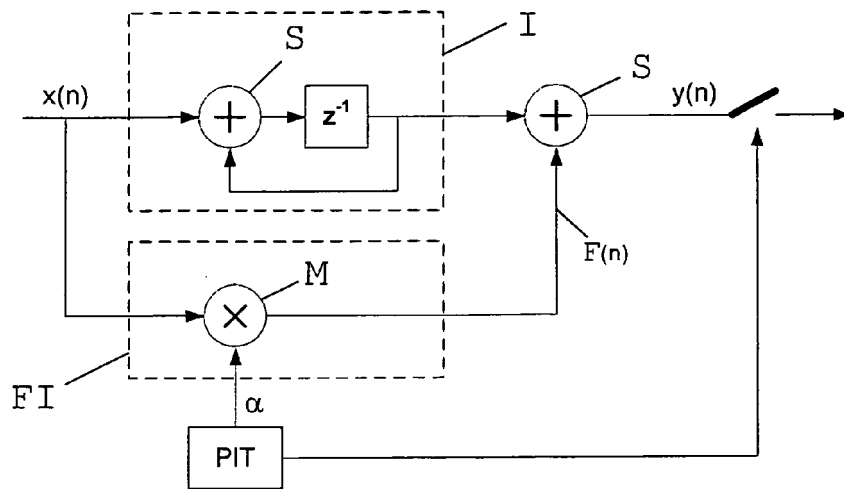 I
S
S
x(n)
+
z⁻¹
+
y(n)
F(n)
M
×
FI
α
PIT